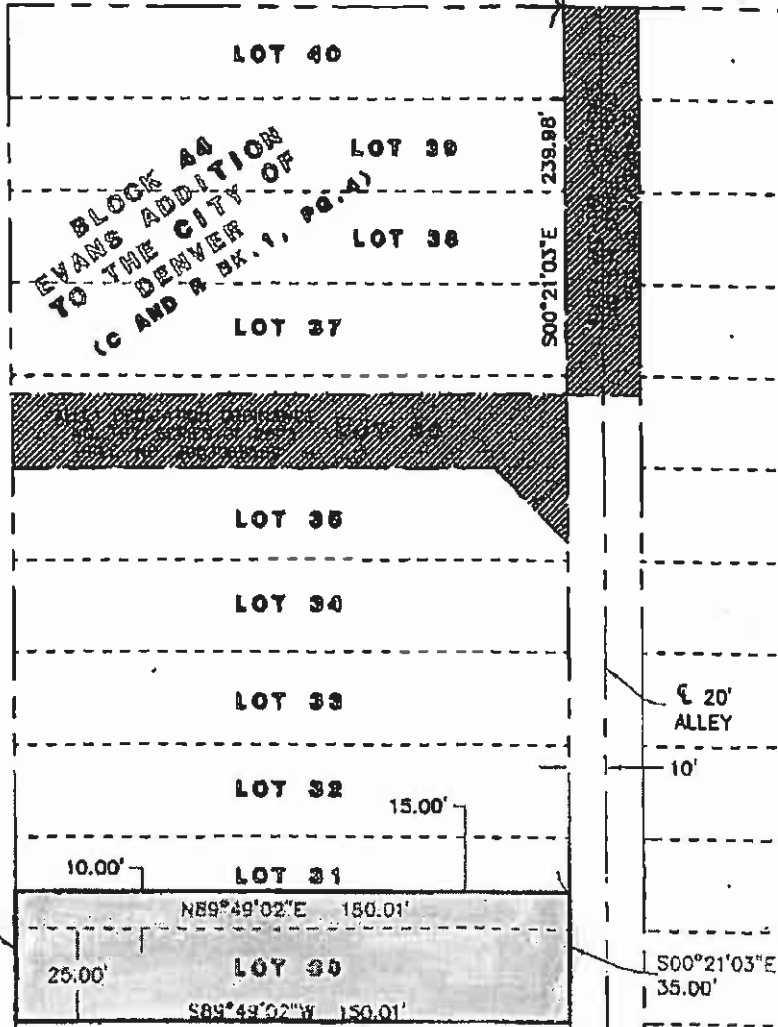 LOT 40
BLOCK 44
EVANS ADDITION
TO THE CITY OF
DENVER
(C AND R BK.1, PG.4)
LOT 39
LOT 38
LOT 37
S00°21'03"E 239.98'
LOT 35
LOT 34
LOT 33
℄ 20'
ALLEY
10'
LOT 32
15.00'
10.00'
LOT 31
N89°49'02"E 150.01'
25.00'
LOT 30
S00°21'03"E
35.00'
S89°49'02"W 150.01'